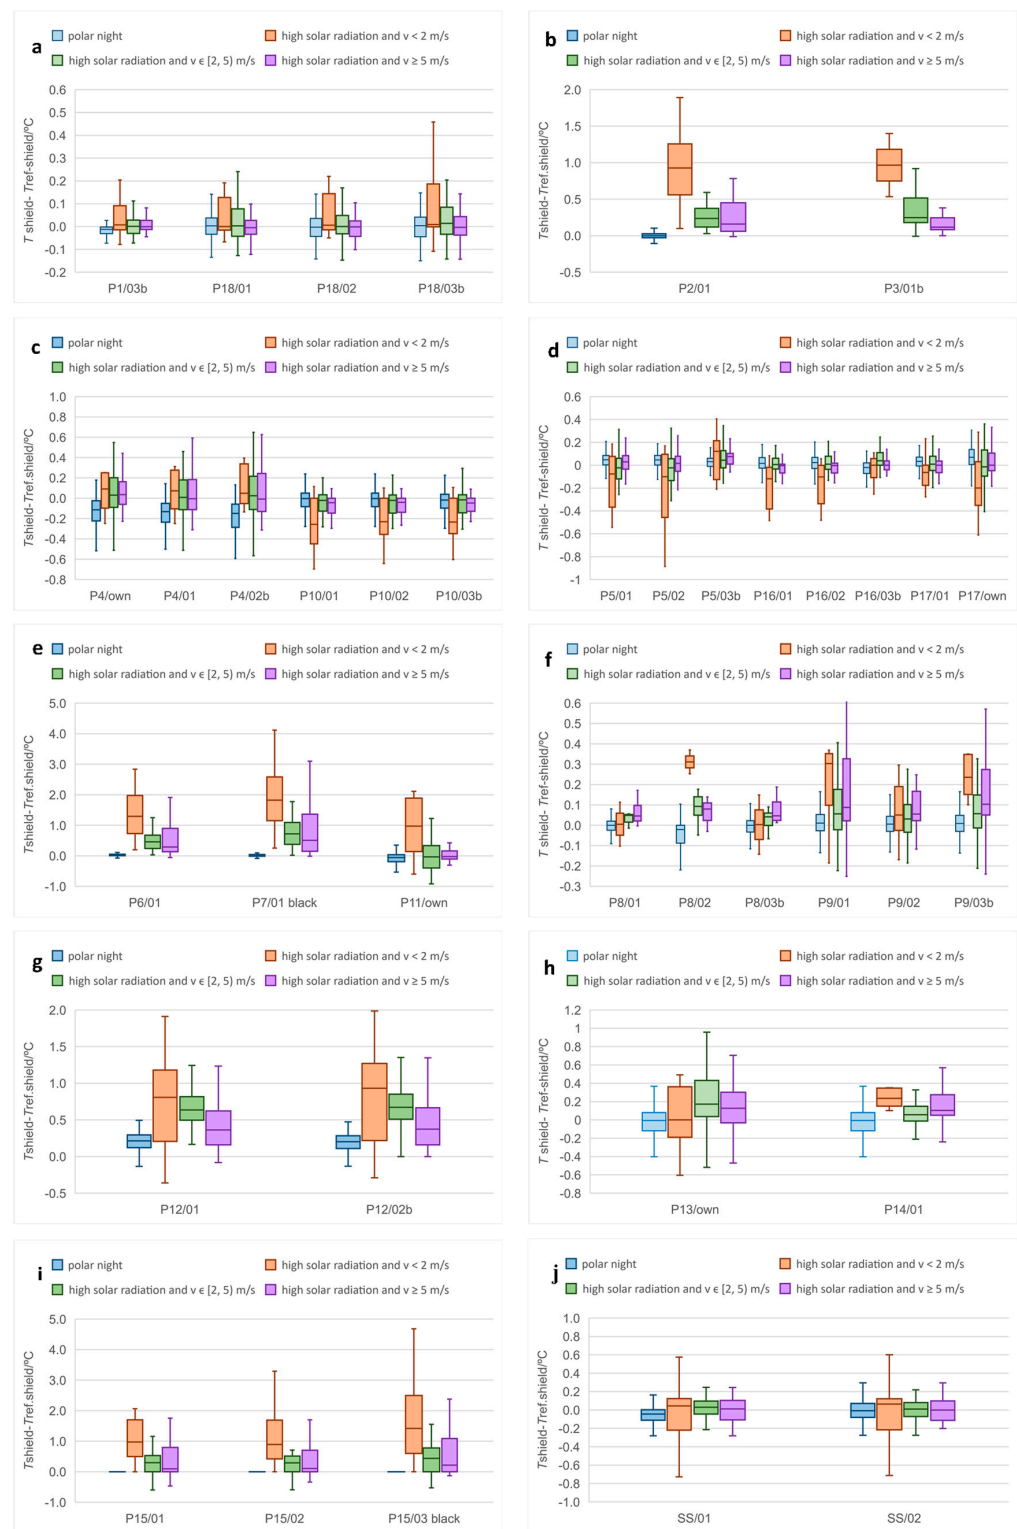 a
polar night
high solar radiation and v < 2 m/s
high solar radiation and v ϵ [2, 5) m/s
high solar radiation and v ≥ 5 m/s
T shield- Tref-shield/ºC
0.6
0.5
0.4
0.3
0.2
0.1
0.0
-0.1
-0.2
P1/03b P18/01 P18/02 P18/03b
b
polar night
high solar radiation and v < 2 m/s
high solar radiation and v ϵ [2, 5) m/s
high solar radiation and v ≥ 5 m/s
Tshield- Tref.shield/ºC
2.0
1.5
1.0
0.5
0.0
-0.5
P2/01 P3/01b
c
polar night
high solar radiation and v < 2 m/s
high solar radiation and v ϵ [2, 5) m/s
high solar radiation and v ≥ 5 m/s
Tshield- Tref.shield/ºC
1.0
0.8
0.6
0.4
0.2
0.0
-0.2
-0.4
-0.6
-0.8
P4/own P4/01 P4/02b P10/01 P10/02 P10/03b
d
polar night
high solar radiation and v < 2 m/s
high solar radiation and v ϵ [2, 5) m/s
high solar radiation and v ≥ 5 m/s
T shield- Tref-shield/ºC
0.6
0.4
0.2
0
-0.2
-0.4
-0.6
-0.8
-1
P5/01 P5/02 P5/03b P16/01 P16/02 P16/03b P17/01 P17/own
e
polar night
high solar radiation and v < 2 m/s
high solar radiation and v ϵ [2, 5) m/s
high solar radiation and v ≥ 5 m/s
Tshield- Tref.shield/ºC
5.0
4.0
3.0
2.0
1.0
0.0
-1.0
P6/01 P7/01 black P11/own
f
polar night
high solar radiation and v < 2 m/s
high solar radiation and v ϵ [2, 5) m/s
high solar radiation and v ≥ 5 m/s
T shield- Tref-shield/ºC
0.6
0.5
0.4
0.3
0.2
0.1
0.0
-0.1
-0.2
-0.3
P8/01 P8/02 P8/03b P9/01 P9/02 P9/03b
g
polar night
high solar radiation and v < 2 m/s
high solar radiation and v ϵ [2, 5) m/s
high solar radiation and v ≥ 5 m/s
Tshield- Tref.shield/ºC
2.0
1.5
1.0
0.5
0.0
-0.5
P12/01 P12/02b
h
polar night
high solar radiation and v < 2 m/s
high solar radiation and v ϵ [2, 5) m/s
high solar radiation and v ≥ 5 m/s
T shield- Tref-shield/ºC
1.2
1
0.8
0.6
0.4
0.2
0
-0.2
-0.4
-0.6
-0.8
P13/own P14/01
i
polar night
high solar radiation and v < 2 m/s
high solar radiation and v ϵ [2, 5) m/s
high solar radiation and v ≥ 5 m/s
Tshield- Tref.shield/ºC
5.0
4.0
3.0
2.0
1.0
0.0
-1.0
P15/01 P15/02 P15/03 black
j
polar night
high solar radiation and v < 2 m/s
high solar radiation and v ϵ [2, 5) m/s
high solar radiation and v ≥ 5 m/s
Tshield- Tref.shield/ºC
1.0
0.8
0.6
0.4
0.2
0.0
-0.2
-0.4
-0.6
-0.8
-1.0
SS/01 SS/02